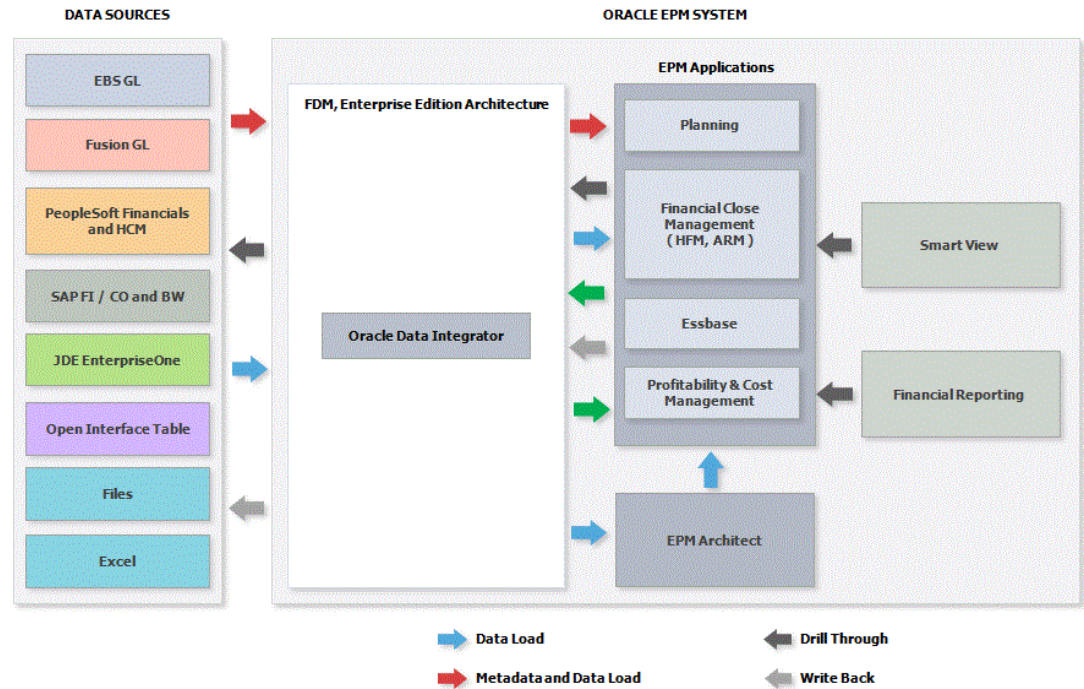 DATA SOURCES
ORACLE EPM SYSTEM
EBS GL
Fusion GL
PeopleSoft Financials
and HCM
SAP FI / CO and BW
JDE EnterpriseOne
Open Interface Table
Files
Excel
FDM, Enterprise Edition Architecture
Oracle Data Integrator
EPM Applications
Planning
Financial Close
Management
( HFM, ARM )
Essbase
Profitability & Cost
Management
EPM Architect
Smart View
Financial Reporting
Data Load
Drill Through
Metadata and Data Load
Write Back